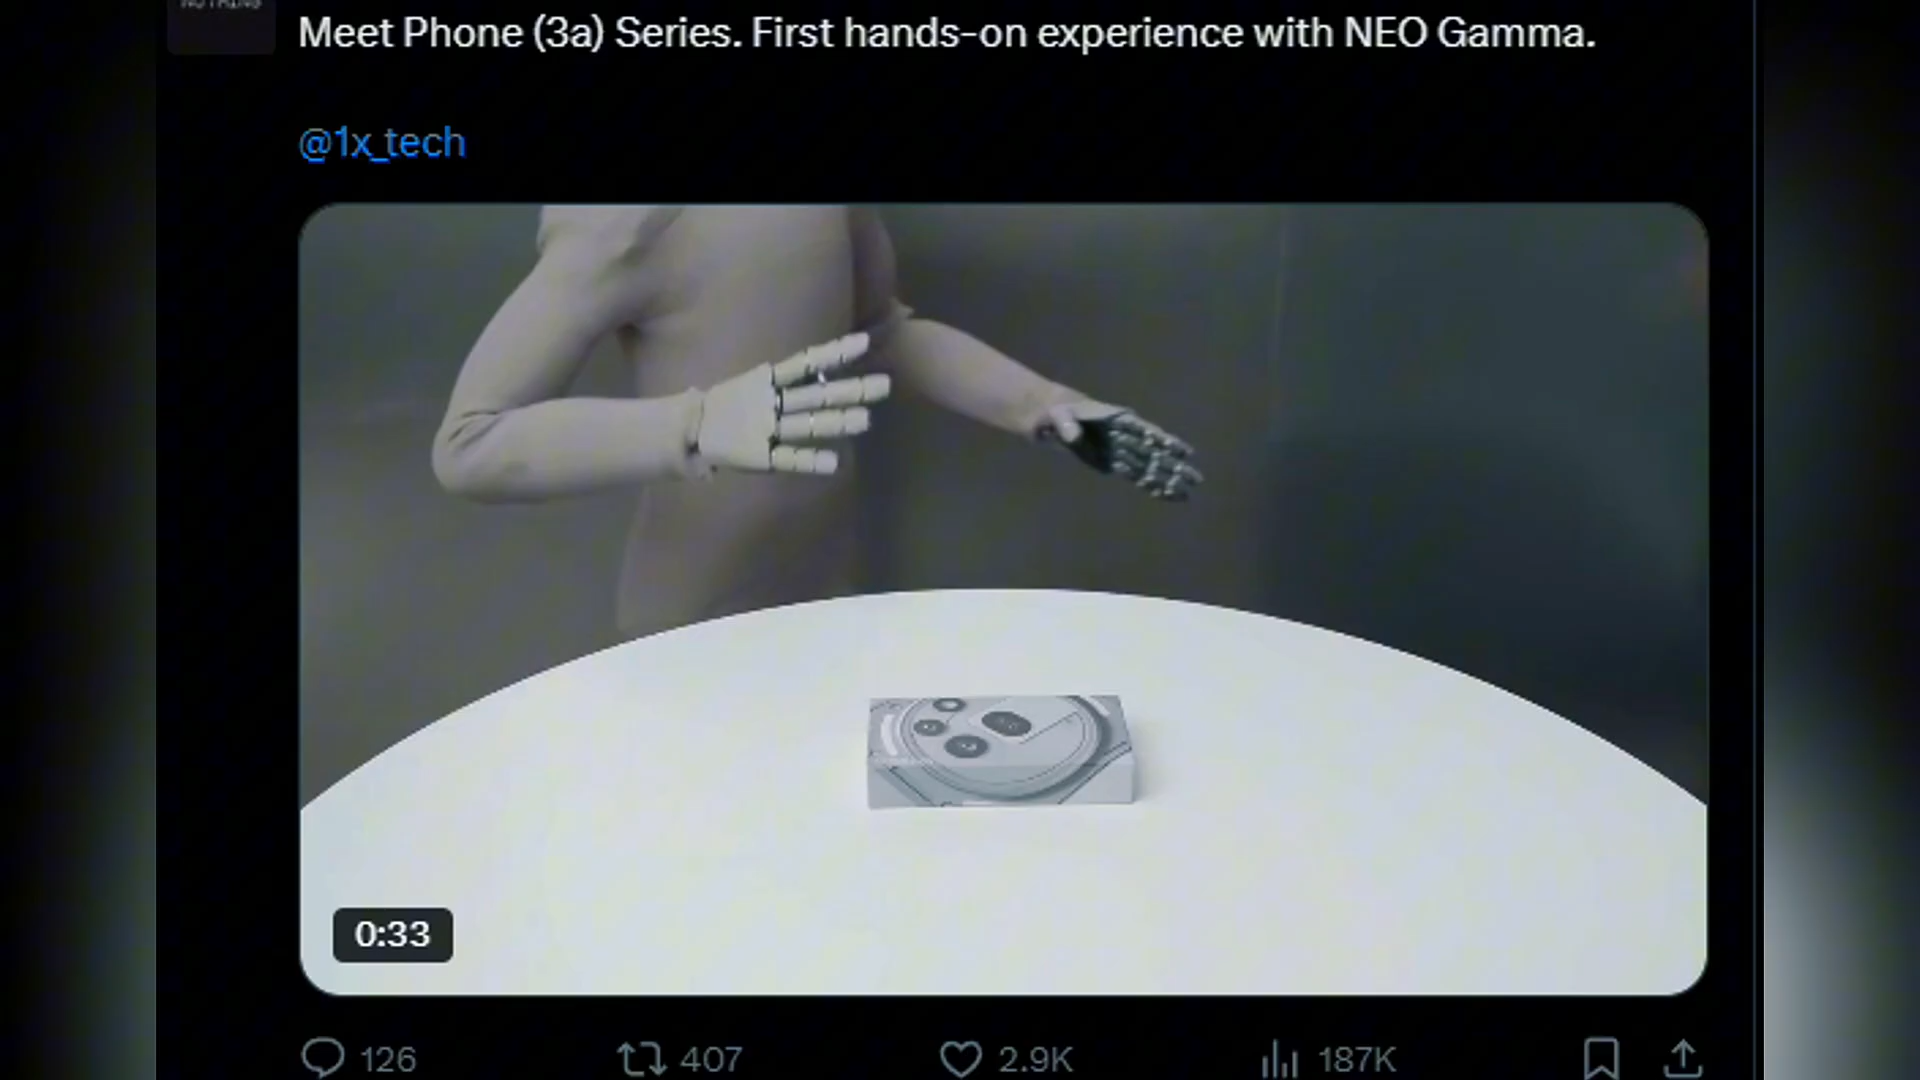 NOTHING
Meet Phone (3a) Series. First hands-on experience with NEO Gamma.
@1x_tech
0:33
126
407
2.9K
187K